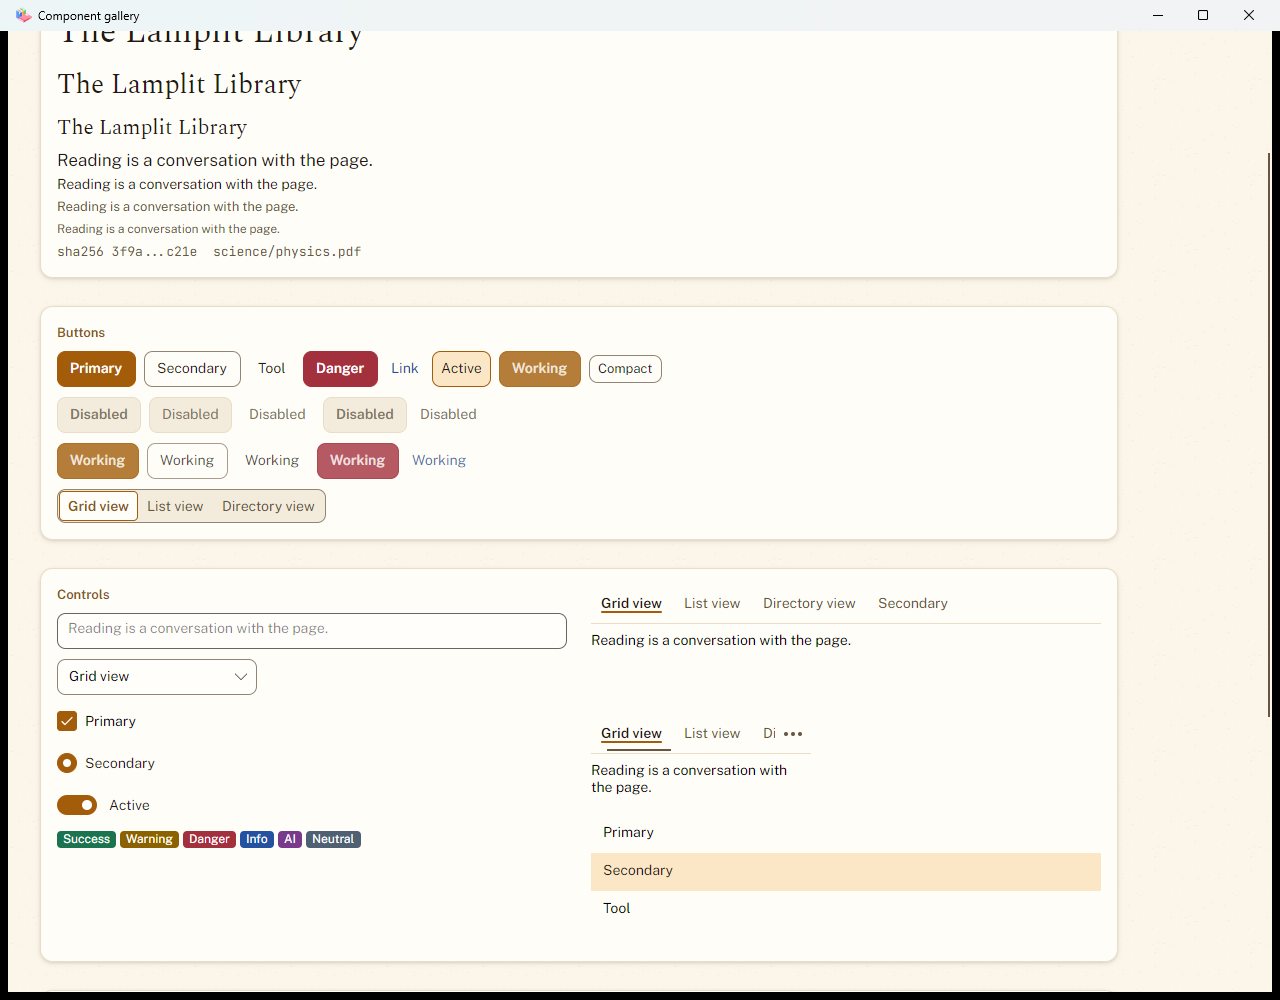 Component gallery
The Lamplit Library
The Lamplit Library
The Lamplit Library
Reading is a conversation with the page.
Reading is a conversation with the page.
Reading is a conversation with the page.
Reading is a conversation with the page.
sha256 3f9a...c21e science/physics.pdf
Buttons
Primary Secondary Tool Danger Link Active Working Compact
Disabled Disabled Disabled Disabled Disabled
Working Working Working Working Working
Grid view List view Directory view
Controls
Reading is a conversation with the page.
Grid view
Primary
Secondary
Active
Success Warning Danger Info AI Neutral
Grid view List view Directory view Secondary
Reading is a conversation with the page.
Grid view List view Di •••
Reading is a conversation with
the page.
Primary
Secondary
Tool